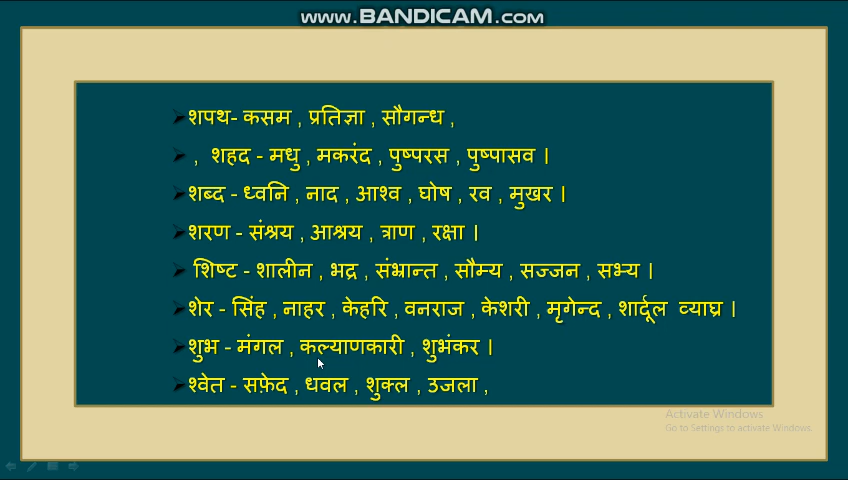 www.BANDICAM.com
➢शपथ- कसम , प्रतिज्ञा , सौगन्ध ,
➢ , शहद - मधु , मकरंद , पुष्परस , पुष्पासव ।
➢शब्द - ध्वनि , नाद , आश्व , घोष , रव , मुखर ।
➢शरण - संश्रय , आश्रय , त्राण , रक्षा ।
➢ शिष्ट - शालीन , भद्र , संभ्रान्त , सौम्य , सज्जन , सभ्य ।
➢शेर - सिंह , नाहर , केहरि , वनराज , केशरी , मृगेन्द , शार्दूल व्याघ्र ।
➢शुभ - मंगल , कल्याणकारी , शुभंकर ।
➢श्वेत - सफ़ेद , धवल , शुक्ल , उजला ,
Activate Windows
Go to Settings to activate Windows.